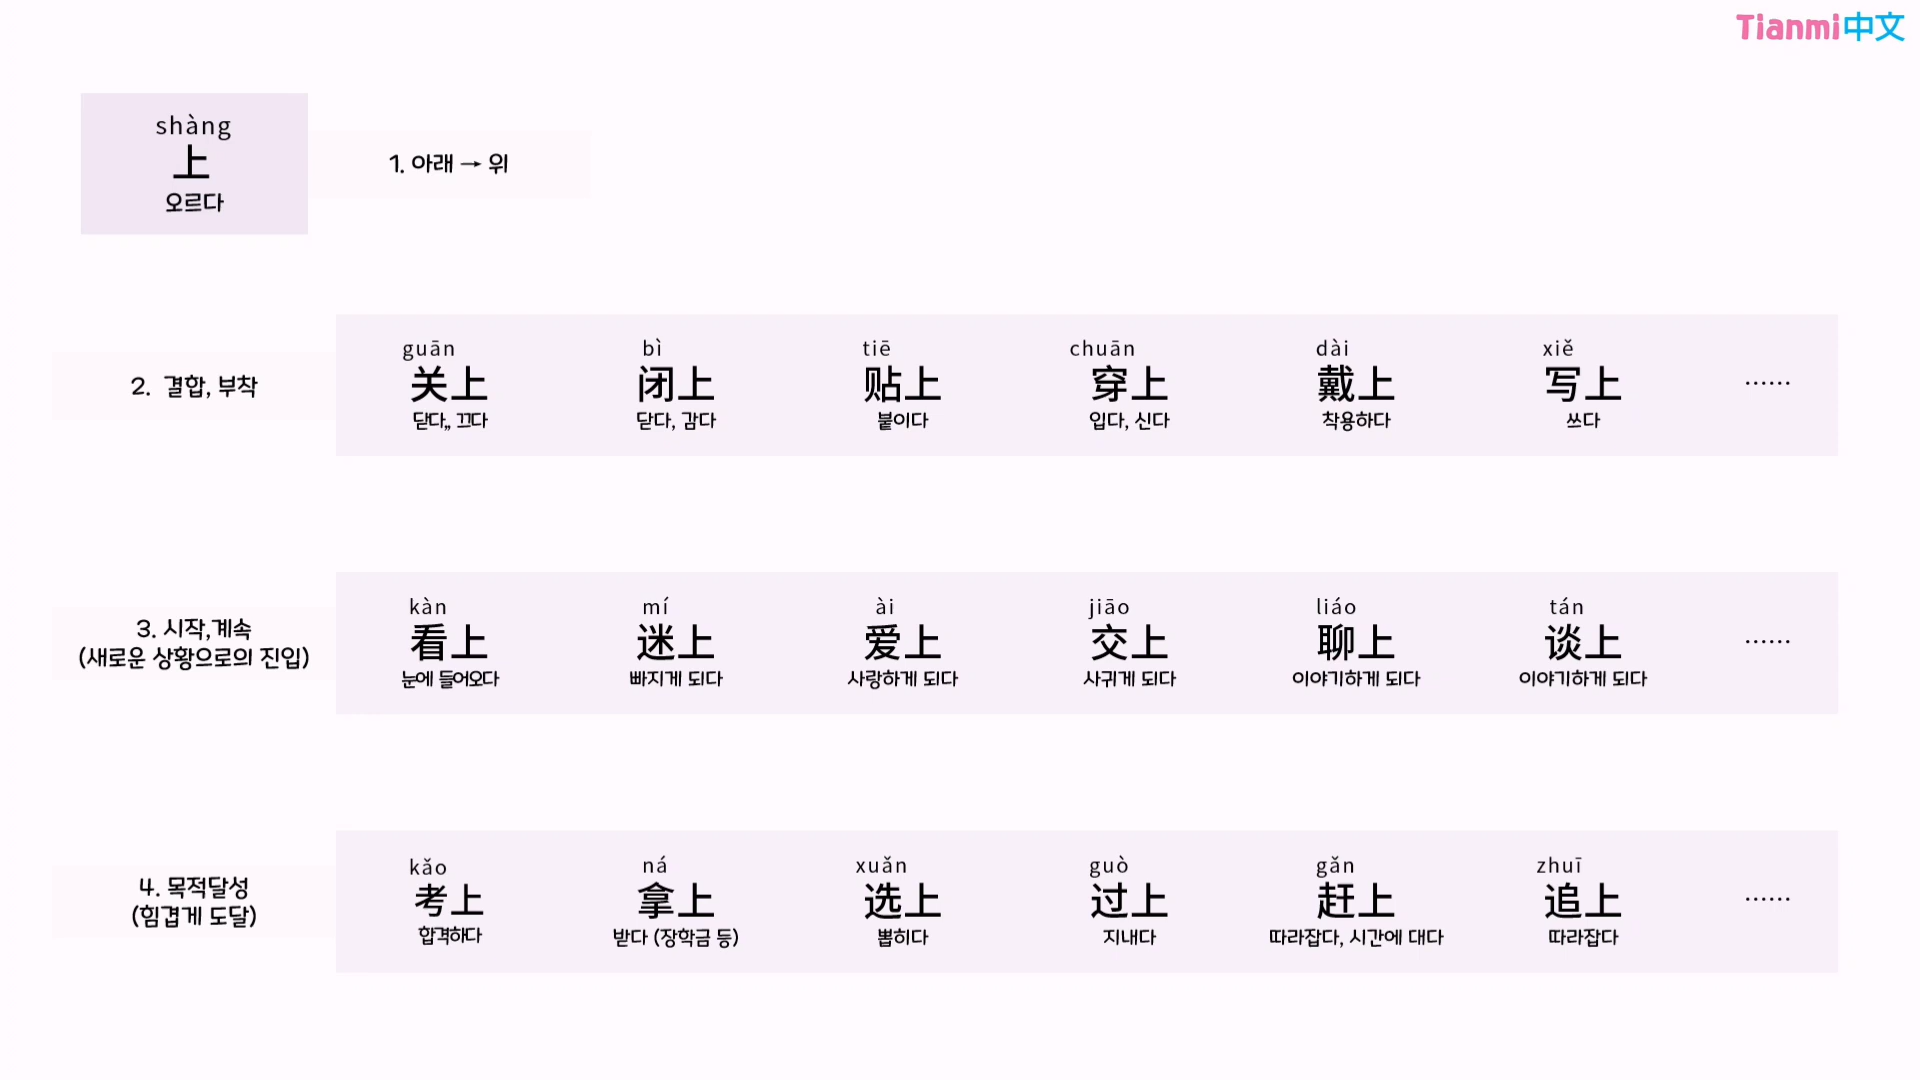 Tianmi中文
shàng
上
오르다
1. 아래 → 위
2. 결합, 부착
guān bì tiē chuān dài xiě
关上 闭上 贴上 穿上 戴上 写上 ······
닫다,, 끄다 닫다, 감다 붙이다 입다, 신다 착용하다 쓰다
3. 시작,계속
(새로운 상황으로의 진입)
kàn mí ài jiāo liáo tán
看上 迷上 爱上 交上 聊上 谈上 ······
눈에 들어오다 빠지게 되다 사랑하게 되다 사귀게 되다 이야기하게 되다 이야기하게 되다
4. 목적달성
(힘겹게 도달)
kǎo ná xuǎn guò gǎn zhuī
考上 拿上 选上 过上 赶上 追上 ······
합격하다 받다 (장학금 등) 뽑히다 지내다 따라잡다, 시간에 대다 따라잡다